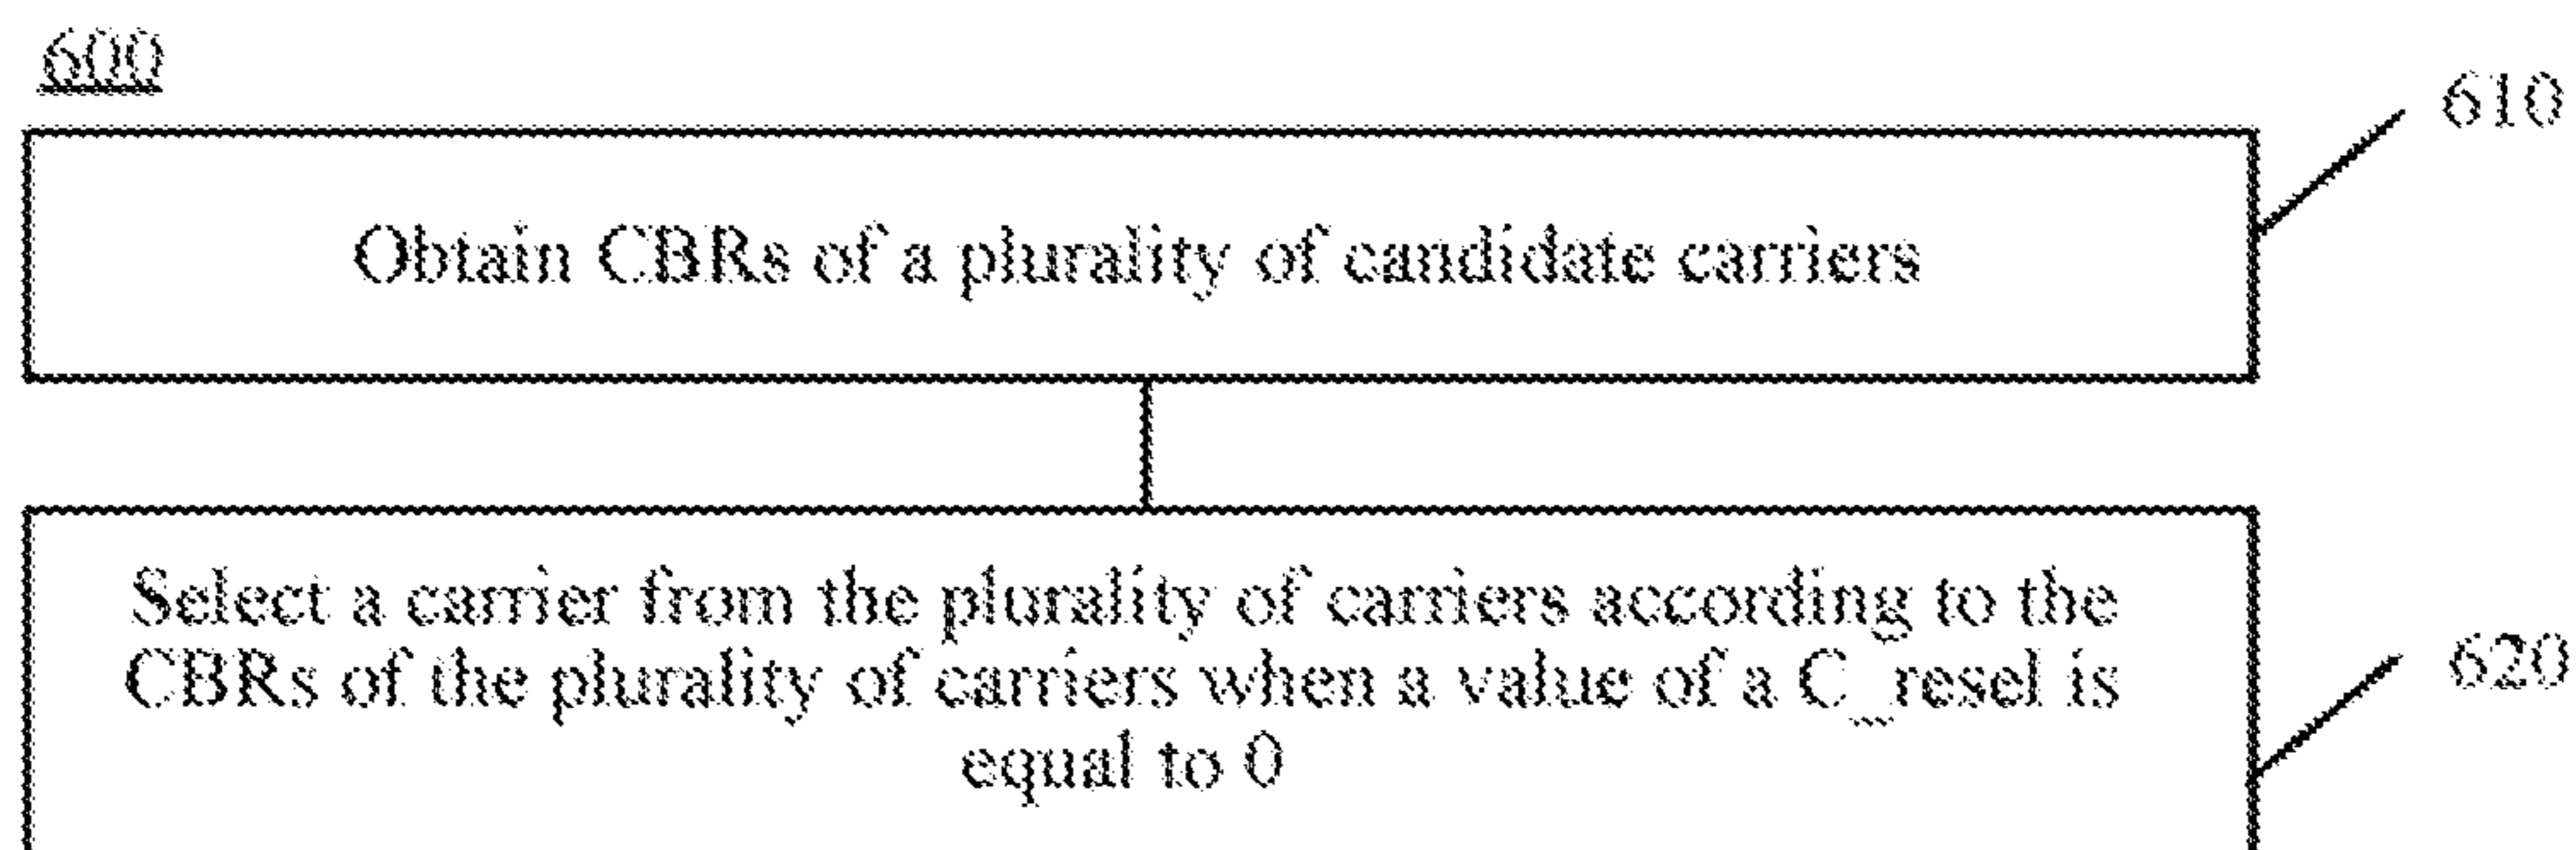 600
610
Obtain CBRs of a plurality of candidate carriers
Select a carrier from the plurality of carriers according to the
CBRs of the plurality of carriers when a value of a C_resel is
620
equal to 0